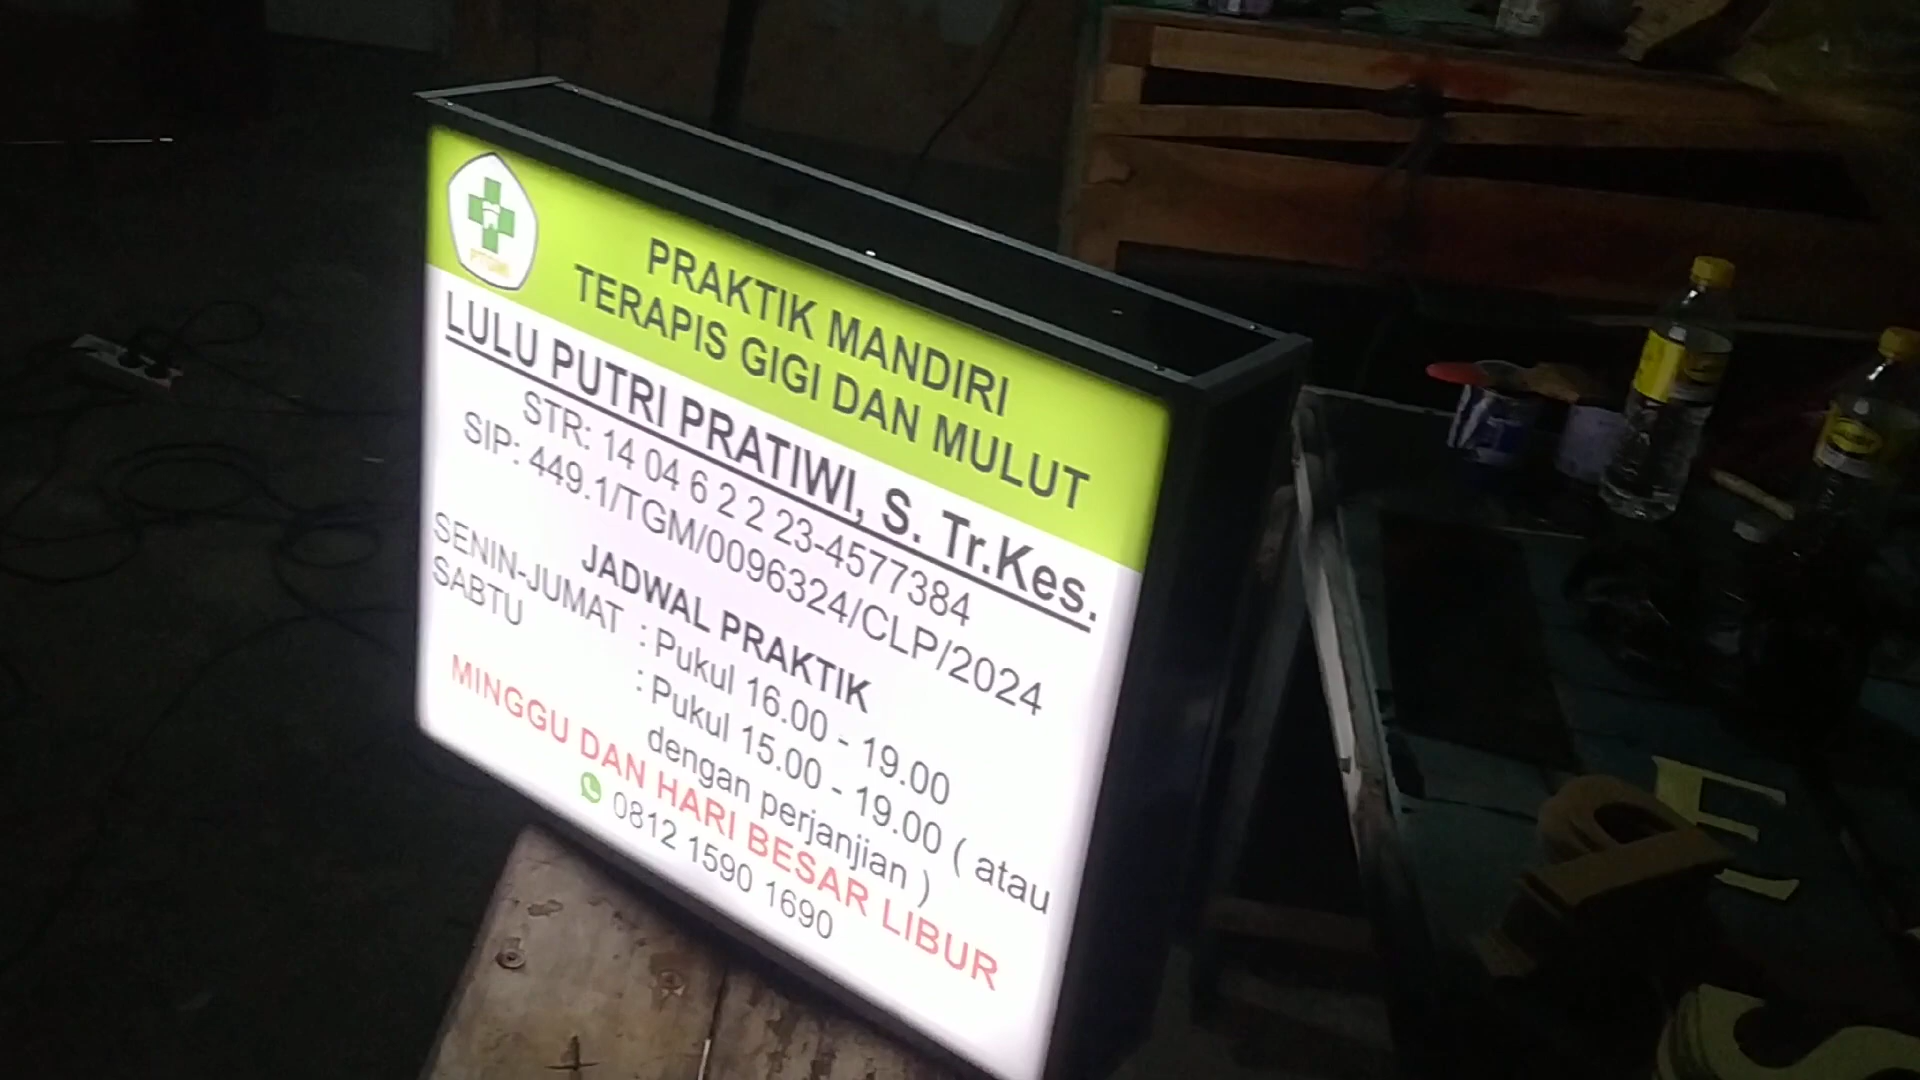 PTGMI
PRAKTIK MANDIRI
TERAPIS GIGI DAN MULUT
LULU PUTRI PRATIWI, S. Tr.Kes.
STR: 14 04 6 2 2 23-4577384
SIP: 449.1/TGM/0096324/CLP/2024
JADWAL PRAKTIK
SENIN-JUMAT : Pukul 16.00 - 19.00
SABTU : Pukul 15.00 - 19.00 ( atau
dengan perjanjian )
MINGGU DAN HARI BESAR LIBUR
0812 1590 1690